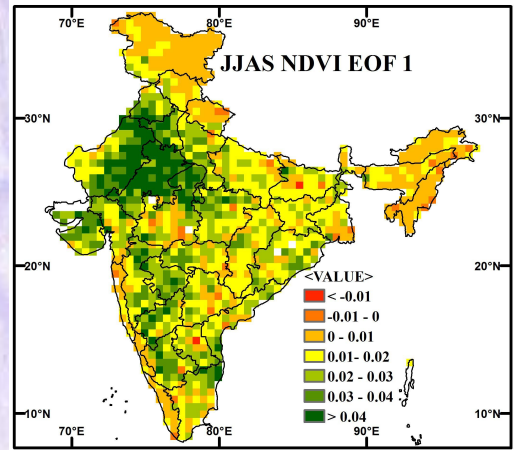 70°E 80°E 90°E
JJAS NDVI EOF 1
30°N 30°N
20°N 20°N
<VALUE>
< -0.01
-0.01 - 0
0 - 0.01
0.01- 0.02
0.02 - 0.03
0.03 - 0.04
> 0.04
10°N 10°N
70°E 80°E 90°E